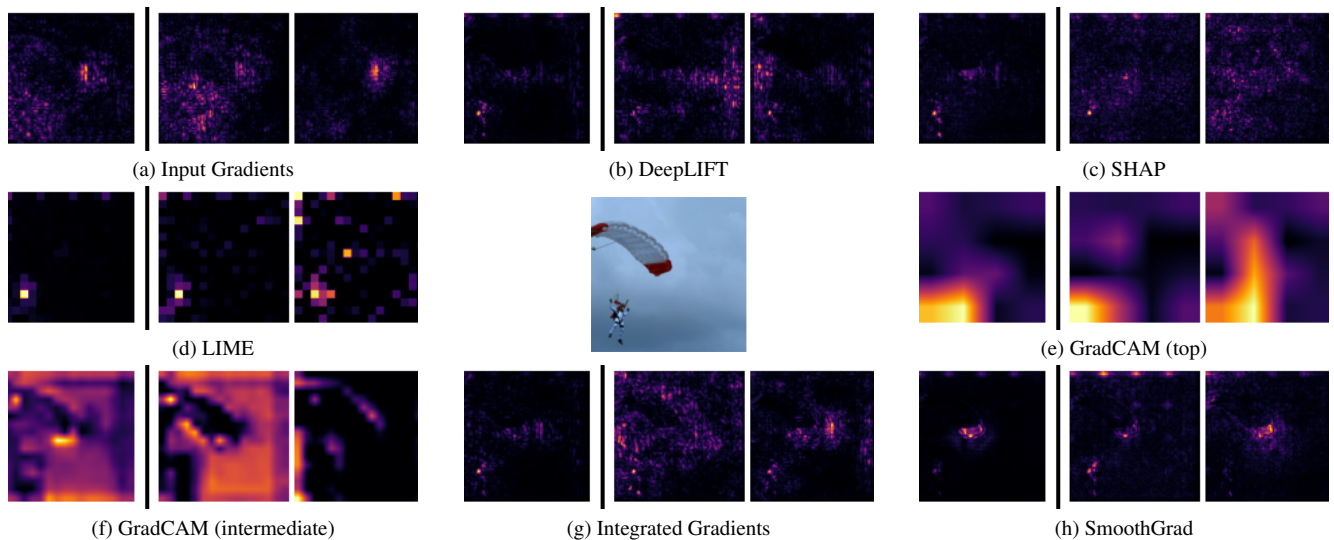 (a) Input Gradients
(b) DeepLIFT
(c) SHAP
(d) LIME
(e) GradCAM (top)
(f) GradCAM (intermediate)
(g) Integrated Gradients
(h) SmoothGrad